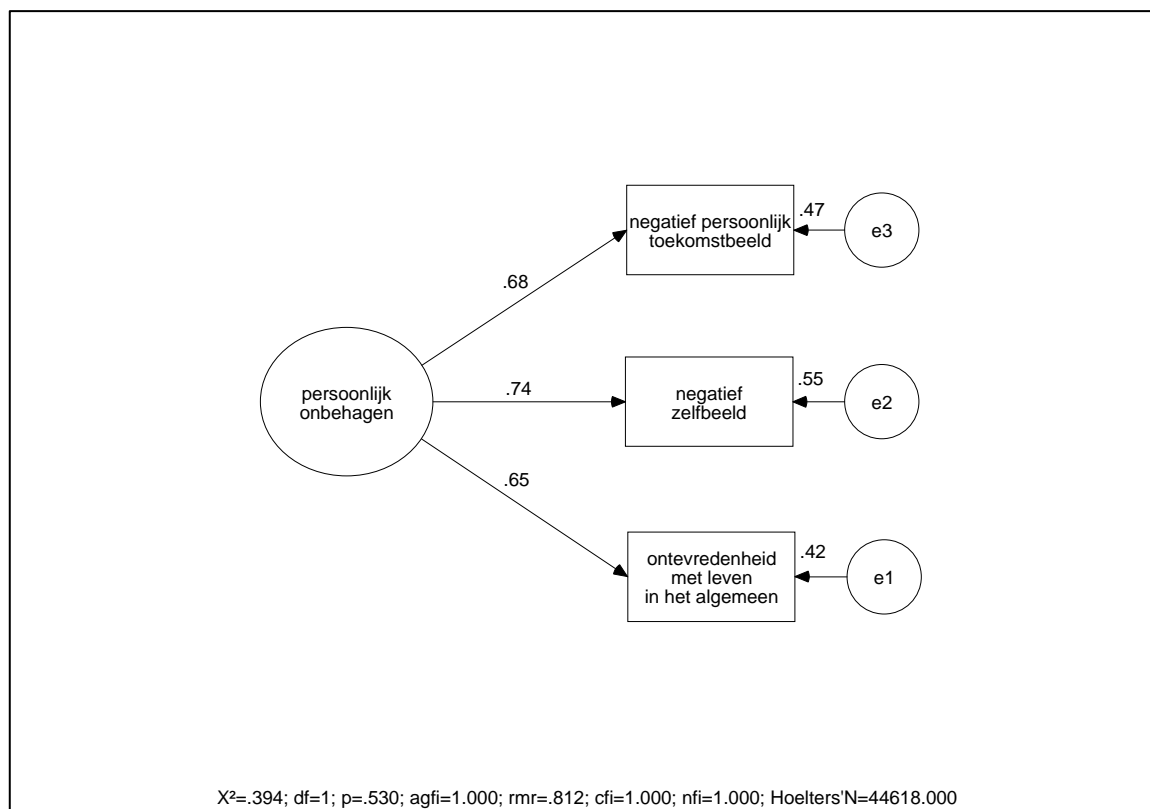 negatief persoonlijk
toekomstbeeld
.47
e3
.68
persoonlijk
onbehagen
.74
negatief
zelfbeeld
.55
e2
.65
ontevredenheid
met leven
in het algemeen
.42
e1
X²=.394; df=1; p=.530; agfi=1.000; rmr=.812; cfi=1.000; nfi=1.000; Hoelters'N=44618.000